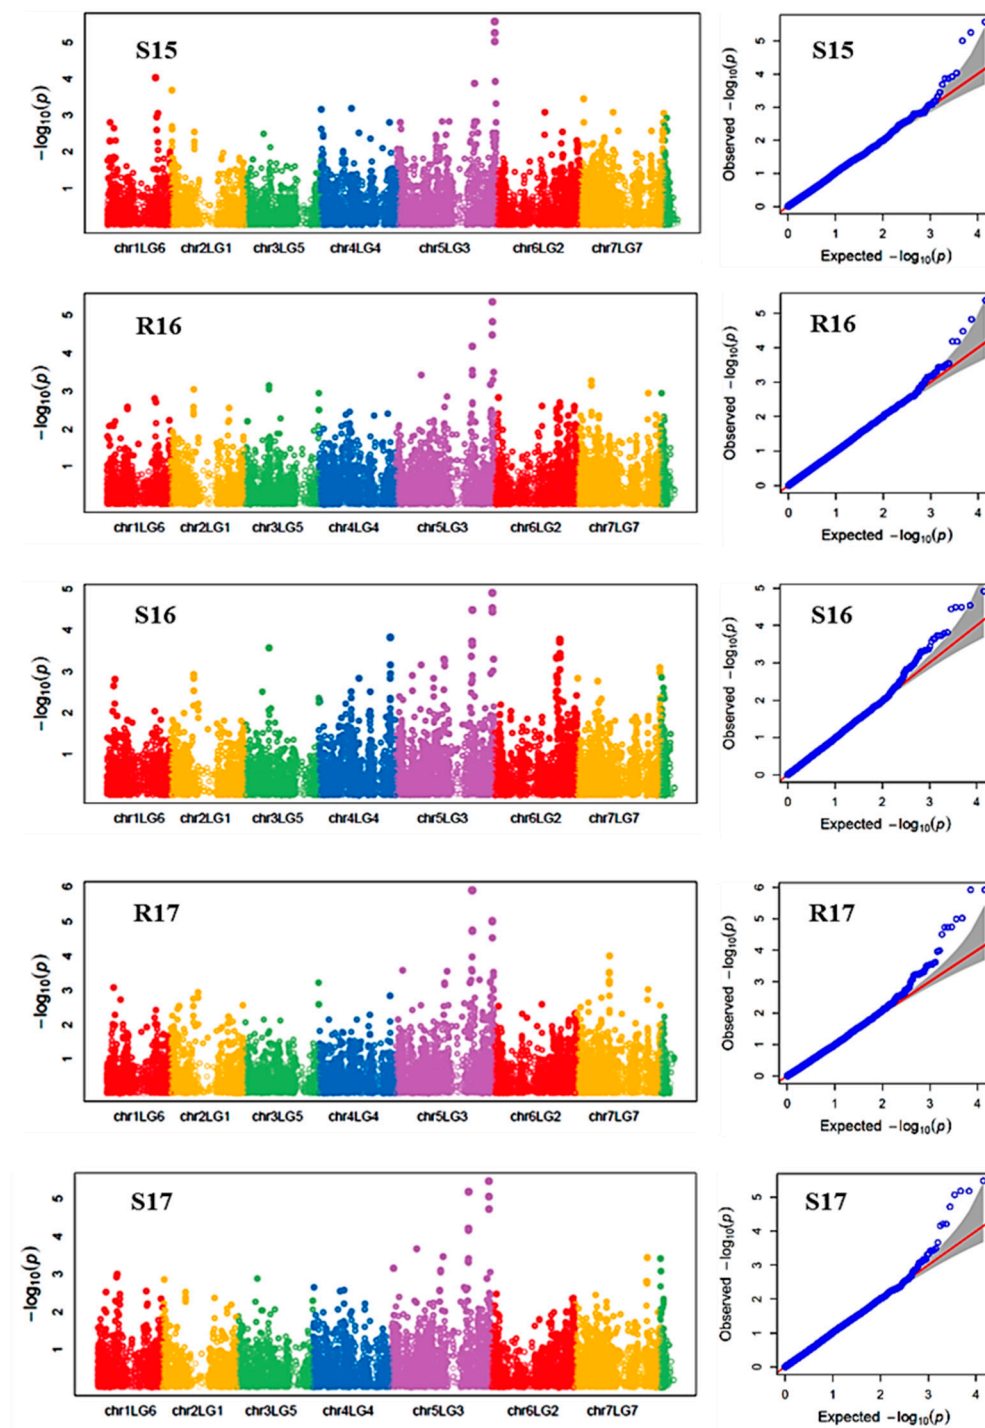 S15
−log₁₀(p)
5
4
3
2
1
chr1LG6 chr2LG1 chr3LG5 chr4LG4 chr5LG3 chr6LG2 chr7LG7
S15
Observed −log₁₀(p)
5
4
3
2
1
0
0 1 2 3 4
Expected −log₁₀(p)
R16
−log₁₀(p)
5
4
3
2
1
chr1LG6 chr2LG1 chr3LG5 chr4LG4 chr5LG3 chr6LG2 chr7LG7
R16
Observed −log₁₀(p)
5
4
3
2
1
0
0 1 2 3 4
Expected −log₁₀(p)
S16
−log₁₀(p)
5
4
3
2
1
chr1LG6 chr2LG1 chr3LG5 chr4LG4 chr5LG3 chr6LG2 chr7LG7
S16
Observed −log₁₀(p)
5
4
3
2
1
0
0 1 2 3 4
Expected −log₁₀(p)
R17
−log₁₀(p)
6
5
4
3
2
1
chr1LG6 chr2LG1 chr3LG5 chr4LG4 chr5LG3 chr6LG2 chr7LG7
R17
Observed −log₁₀(p)
6
5
4
3
2
1
0
0 1 2 3 4
Expected −log₁₀(p)
S17
−log₁₀(p)
5
4
3
2
1
chr1LG6 chr2LG1 chr3LG5 chr4LG4 chr5LG3 chr6LG2 chr7LG7
S17
Observed −log₁₀(p)
5
4
3
2
1
0
0 1 2 3 4
Expected −log₁₀(p)